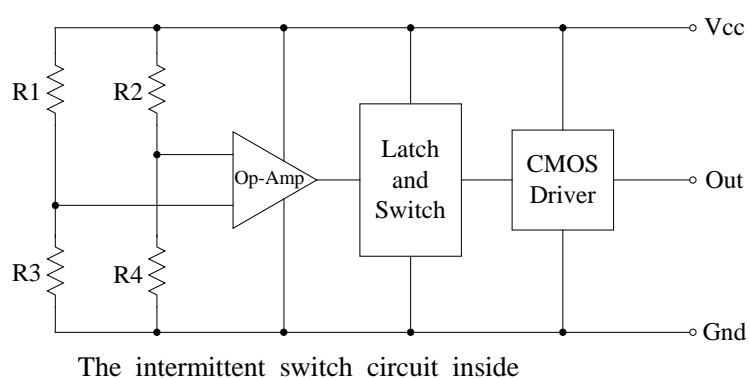 Vcc
R1
R2
Op-Amp
Latch
and
Switch
CMOS
Driver
Out
R3
R4
Gnd
The intermittent switch circuit inside